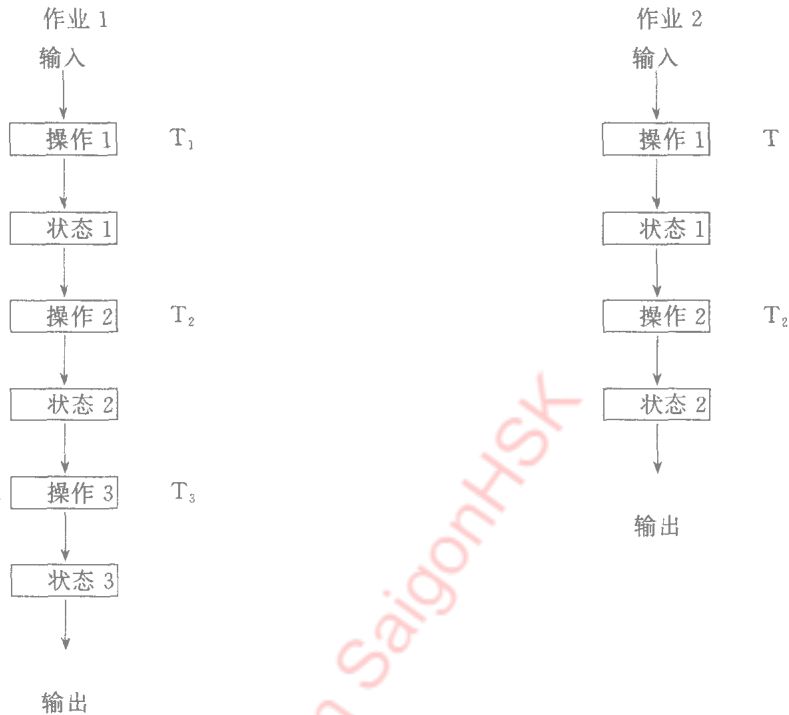 作业 1
输入
操作 1 T₁
状态 1
操作 2 T₂
状态 2
操作 3 T₃
状态 3
输出
作业 2
输入
操作 1 T
状态 1
操作 2 T₂
状态 2
输出
SaigonHSK